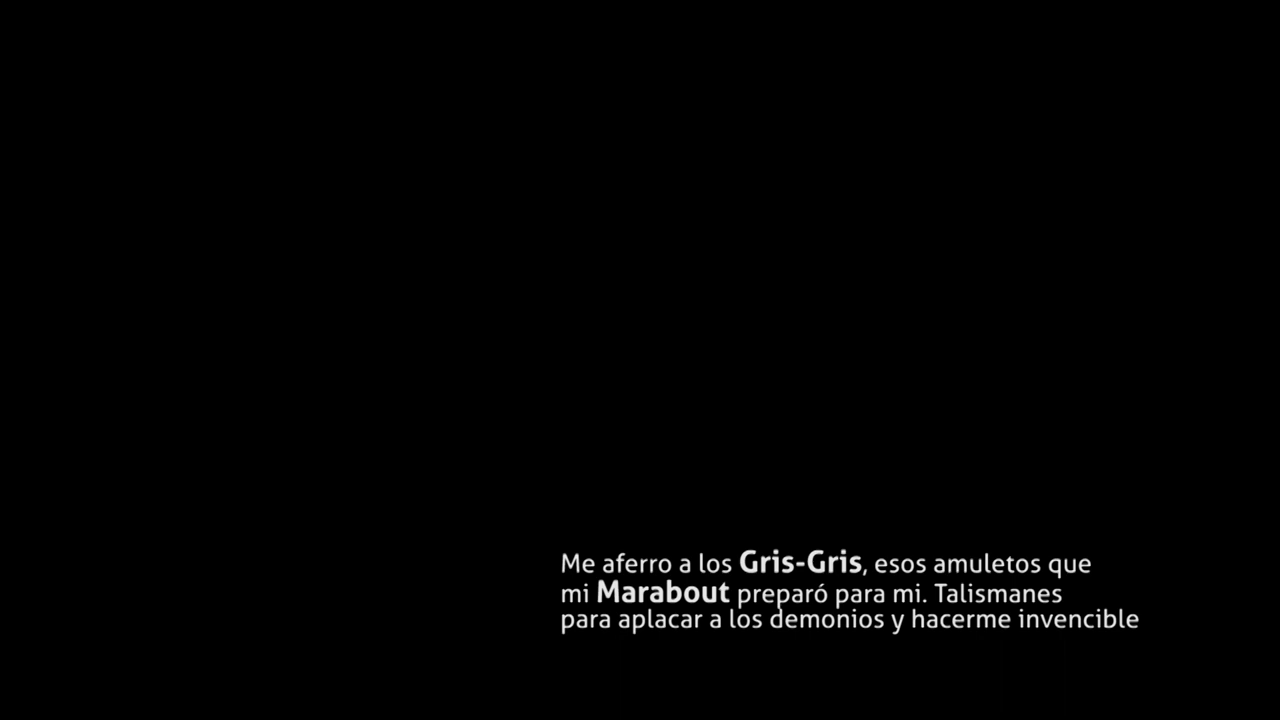 Me aferro a los Gris-Gris, esos amuletos que
mi Marabout preparó para mi. Talismanes
para aplacar a los demonios y hacerme invencible